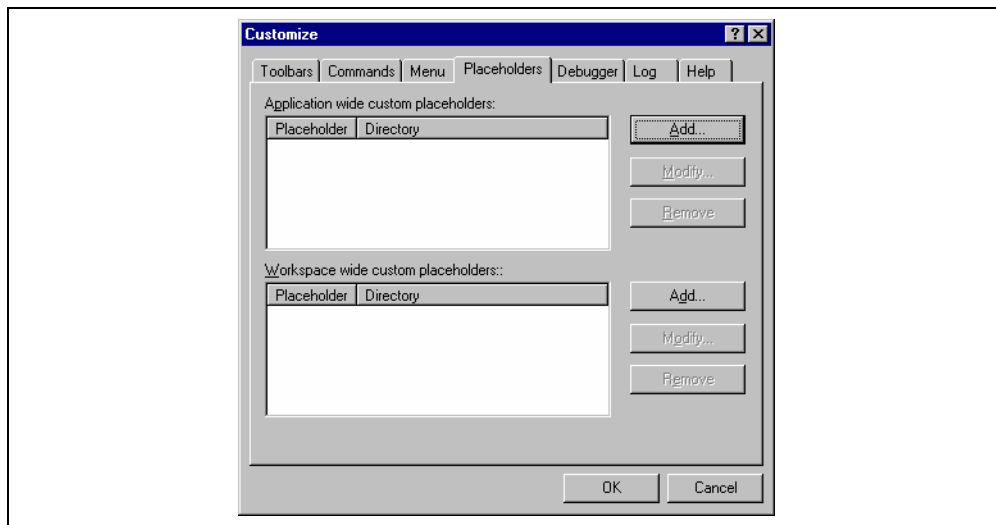 Customize
Toolbars Commands Menu Placeholders Debugger Log Help
Application wide custom placeholders:
Placeholder Directory
Add...
Modify...
Remove
Workspace wide custom placeholders::
Placeholder Directory
Add...
Modify...
Remove
OK Cancel